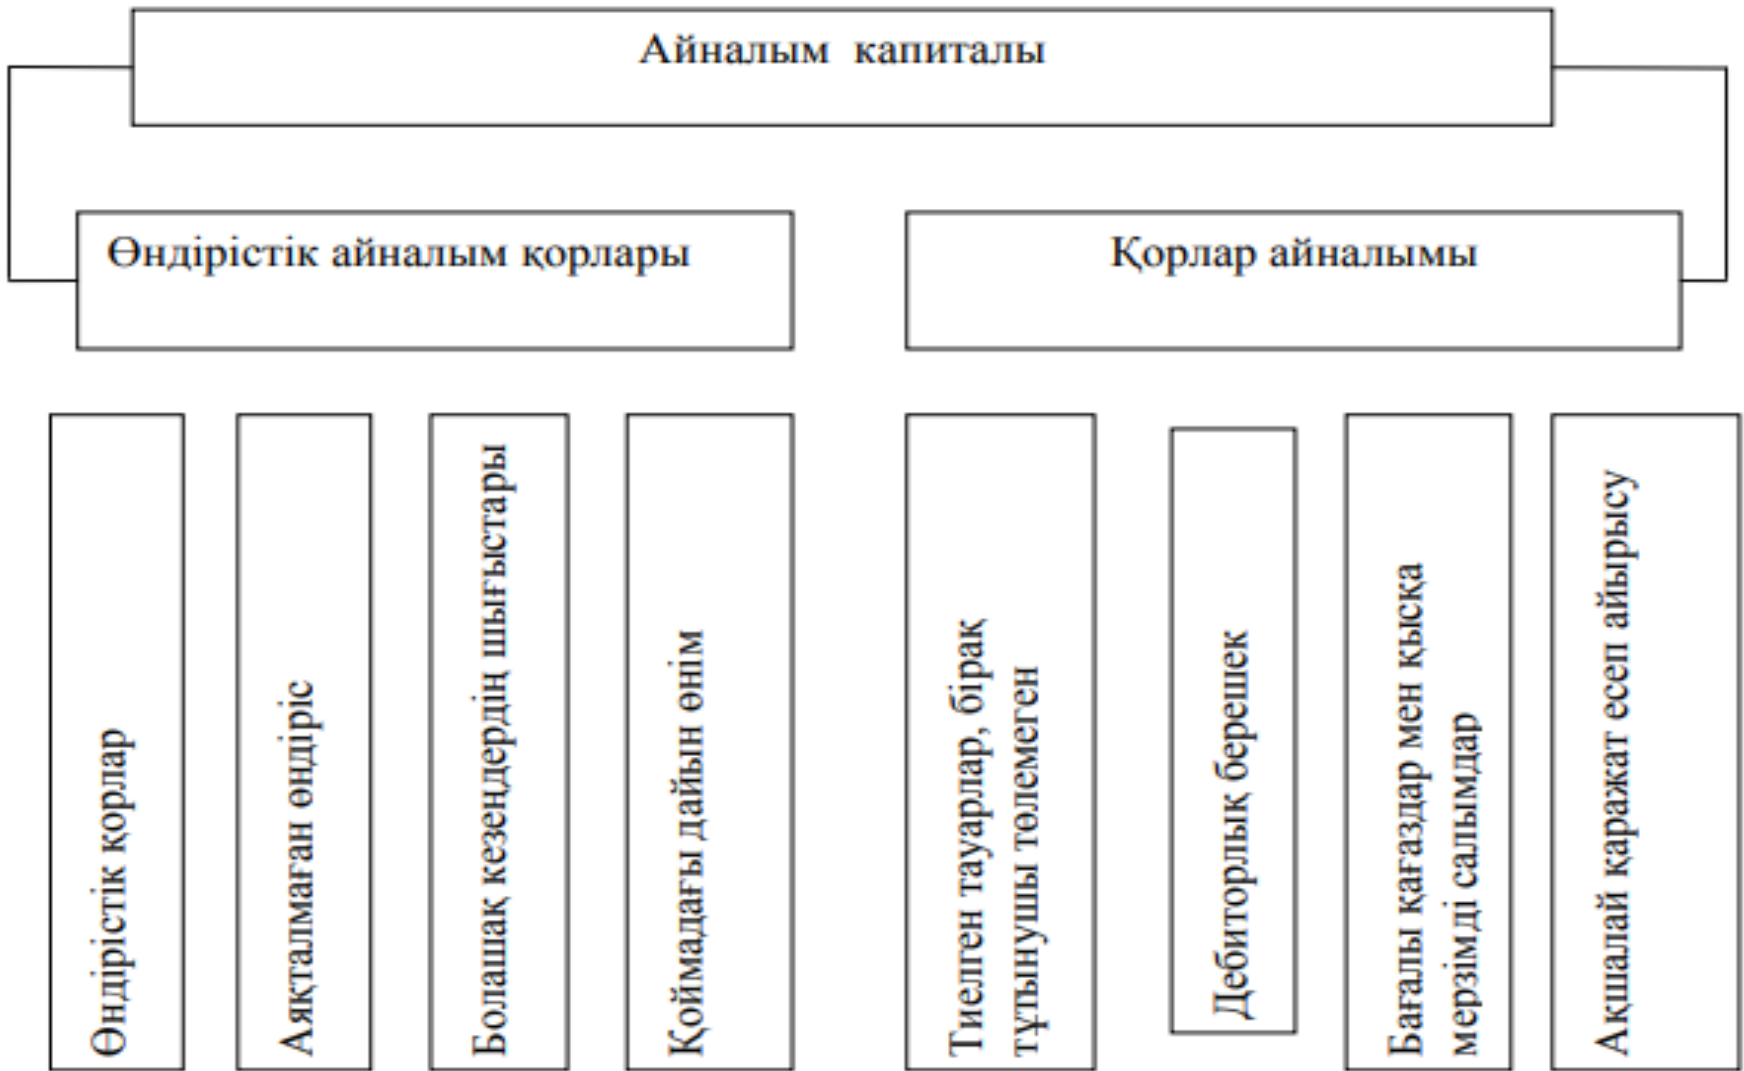 Айналым капиталы
Өндірістік айналым қорлары
Қорлар айналымы
Өндірістік қорлар
Аяқталмаған өндіріс
Болашақ кезеңдердің шығыстары
Қоймадағы дайын өнім
Тиелген тауарлар, бірақ
тұтынушы төлемеген
Дебиторлық берешек
Бағалы қағаздар мен қысқа
мерзімді салымдар
Ақшалай қаражат есеп айырысу